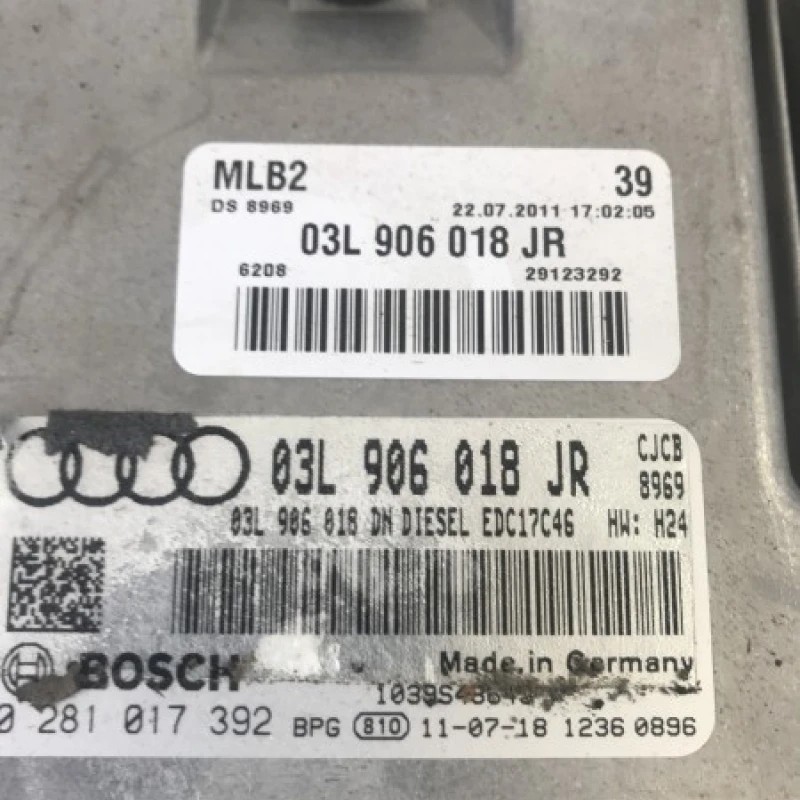 MLB2 39
DS 8969 22.07.2011 17:02:05
03L 906 018 JR
6208 29123292
03L 906 018 JR CJCB
8969
03L 906 018 DN DIESEL EDC17C46 HW: H24
BOSCH Made in Germany
0 281 017 392 BPG 810 11-07-18 1236 0896